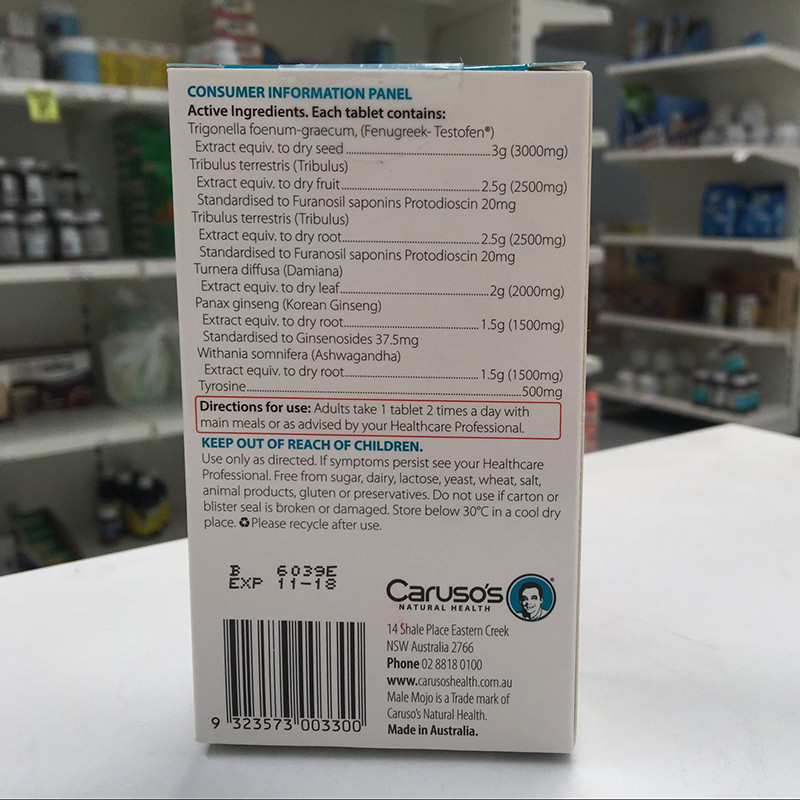 CONSUMER INFORMATION PANEL
Active Ingredients. Each tablet contains:
Trigonella foenum-graecum, (Fenugreek- Testofen®)
Extract equiv. to dry seed..........3g (3000mg)
Tribulus terrestris (Tribulus)
Extract equiv. to dry fruit..........2.5g (2500mg)
Standardised to Furanosil saponins Protodioscin 20mg
Tribulus terrestris (Tribulus)
Extract equiv. to dry root..........2.5g (2500mg)
Standardised to Furanosil saponins Protodioscin 20mg
Turnera diffusa (Damiana)
Extract equiv. to dry leaf..........2g (2000mg)
Panax ginseng (Korean Ginseng)
Extract equiv. to dry root..........1.5g (1500mg)
Standardised to Ginsenosides 37.5mg
Withania somnifera (Ashwagandha)
Extract equiv. to dry root..........1.5g (1500mg)
Tyrosine..........500mg
Directions for use: Adults take 1 tablet 2 times a day with
main meals or as advised by your Healthcare Professional.
KEEP OUT OF REACH OF CHILDREN.
Use only as directed. If symptoms persist see your Healthcare
Professional. Free from sugar, dairy, lactose, yeast, wheat, salt,
animal products, gluten or preservatives. Do not use if carton or
blister seal is broken or damaged. Store below 30°C in a cool dry
place. ♻ Please recycle after use.
B 6039E
EXP 11-18
Caruso's
NATURAL HEALTH
14 Shale Place Eastern Creek
NSW Australia 2766
Phone 02 8818 0100
www.carusoshealth.com.au
Male Mojo is a Trade mark of
Caruso's Natural Health.
Made in Australia.
9 323573 003300